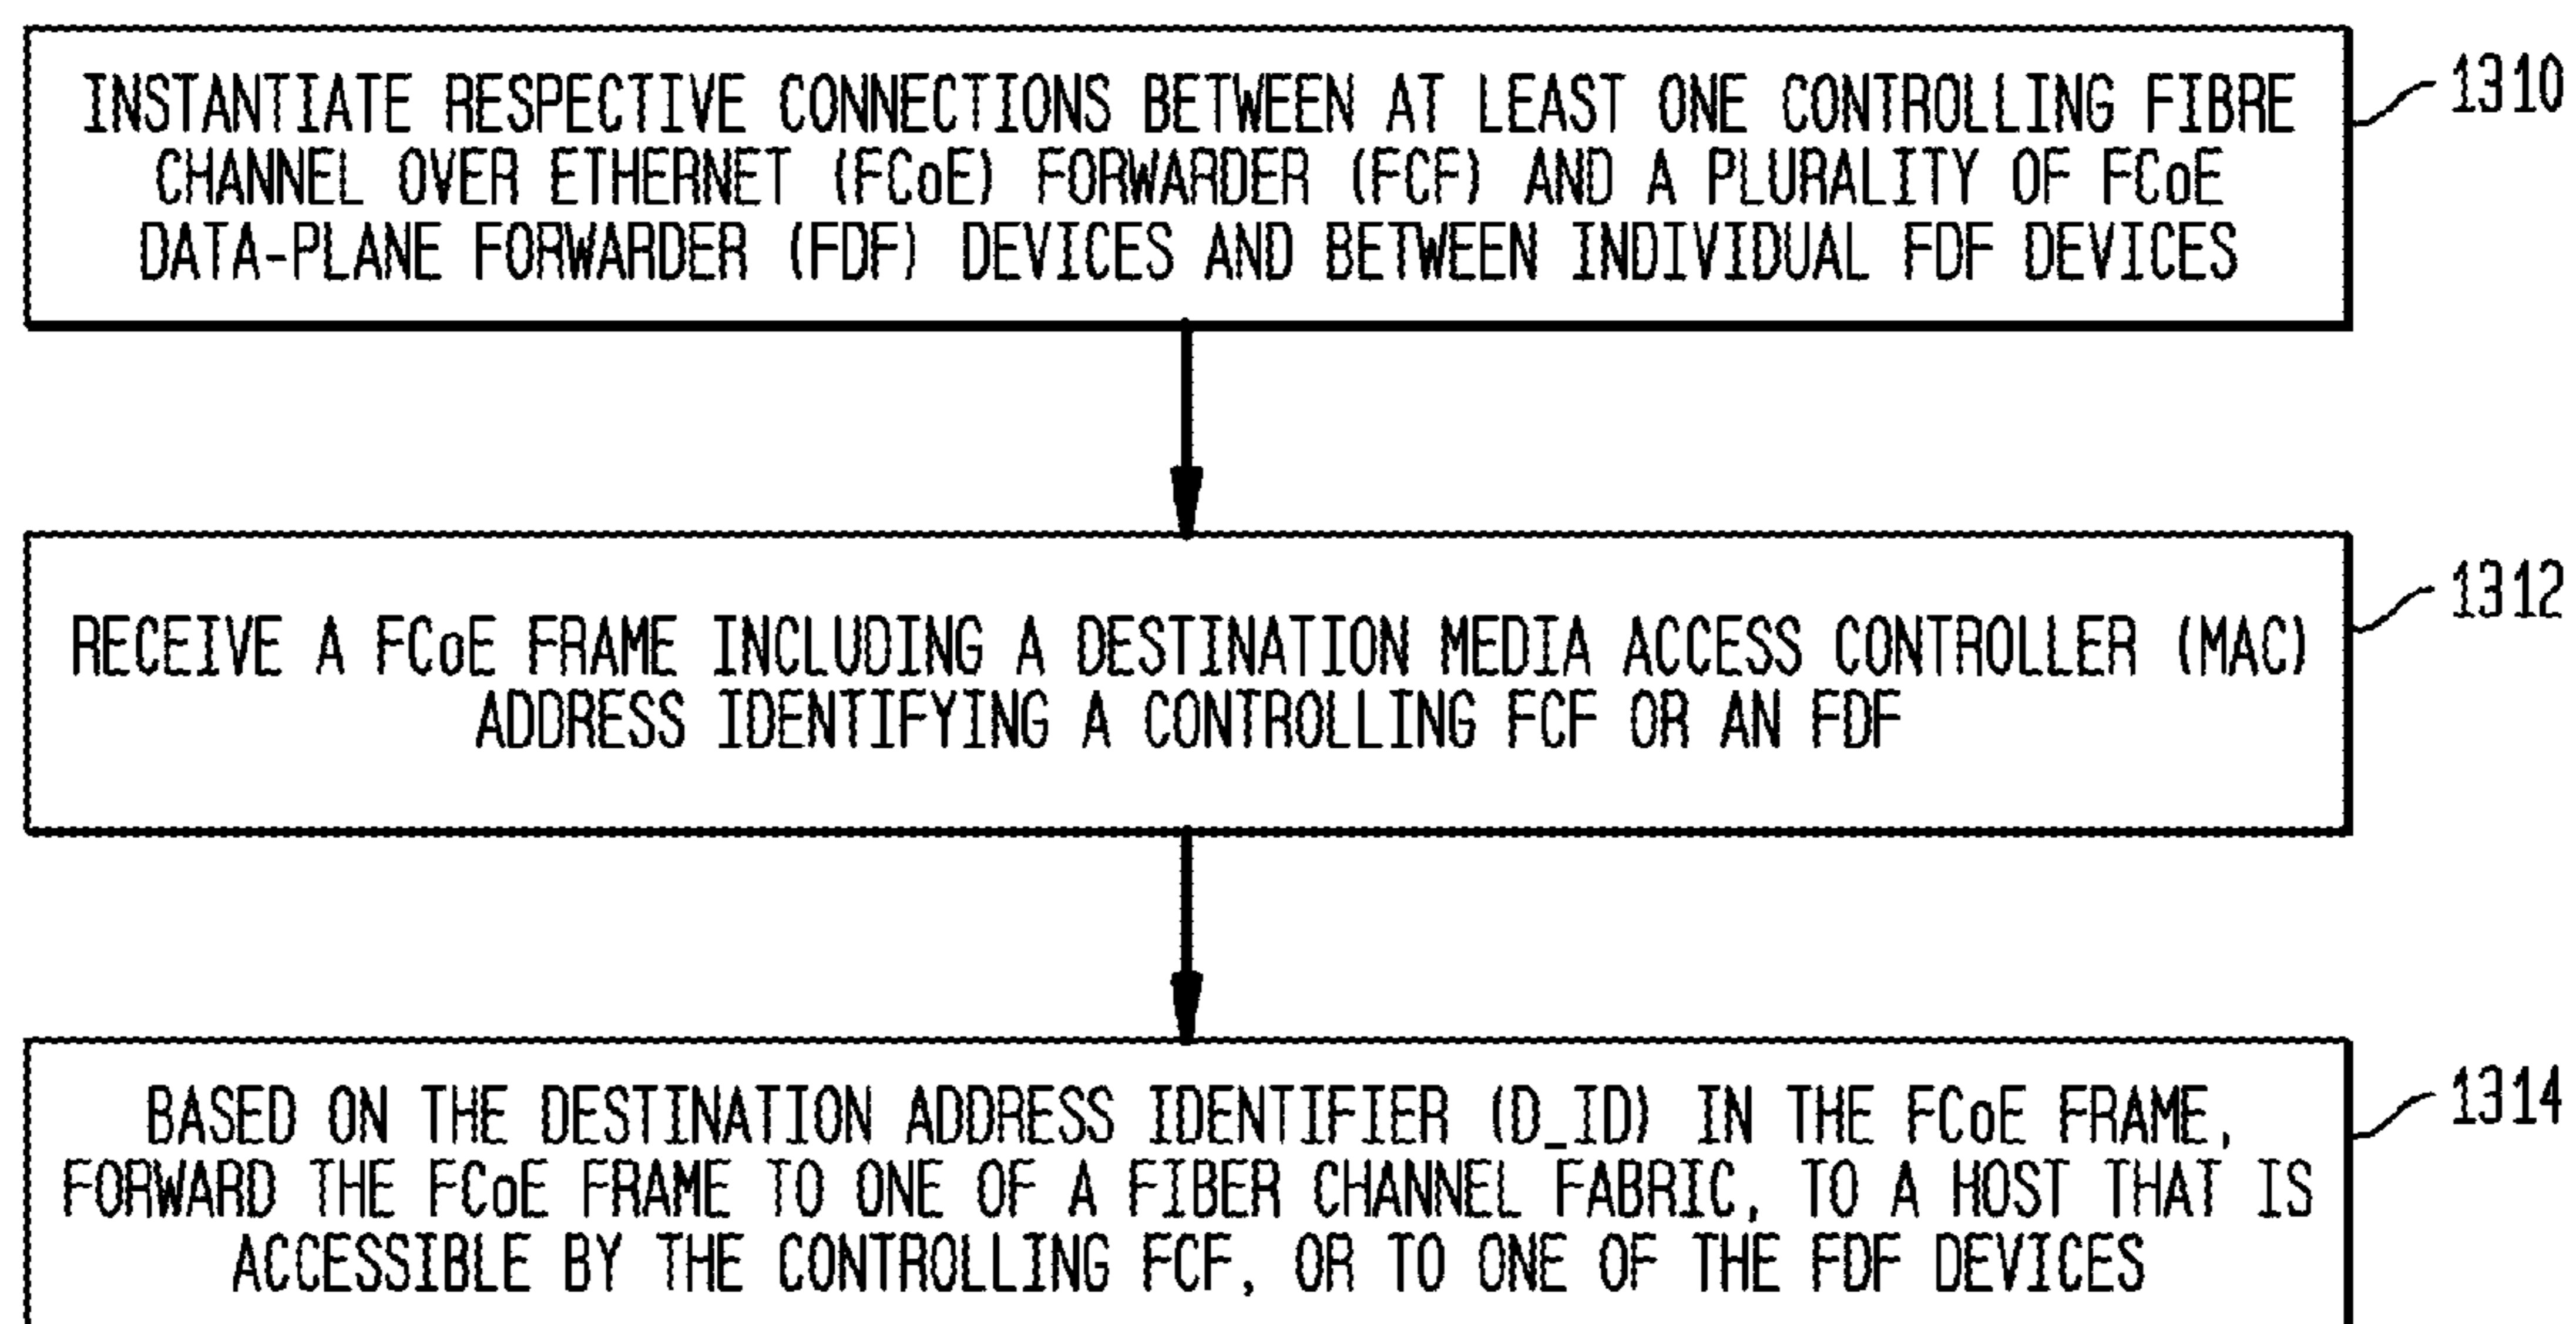 INSTANTIATE RESPECTIVE CONNECTIONS BETWEEN AT LEAST ONE CONTROLLING FIBRE
CHANNEL OVER ETHERNET (FCoE) FORWARDER (FCF) AND A PLURALITY OF FCoE
DATA-PLANE FORWARDER (FDF) DEVICES AND BETWEEN INDIVIDUAL FDF DEVICES
1310
RECEIVE A FCoE FRAME INCLUDING A DESTINATION MEDIA ACCESS CONTROLLER (MAC)
ADDRESS IDENTIFYING A CONTROLLING FCF OR AN FDF
1312
BASED ON THE DESTINATION ADDRESS IDENTIFIER (D_ID) IN THE FCoE FRAME,
FORWARD THE FCoE FRAME TO ONE OF A FIBER CHANNEL FABRIC, TO A HOST THAT IS
ACCESSIBLE BY THE CONTROLLING FCF, OR TO ONE OF THE FDF DEVICES
1314